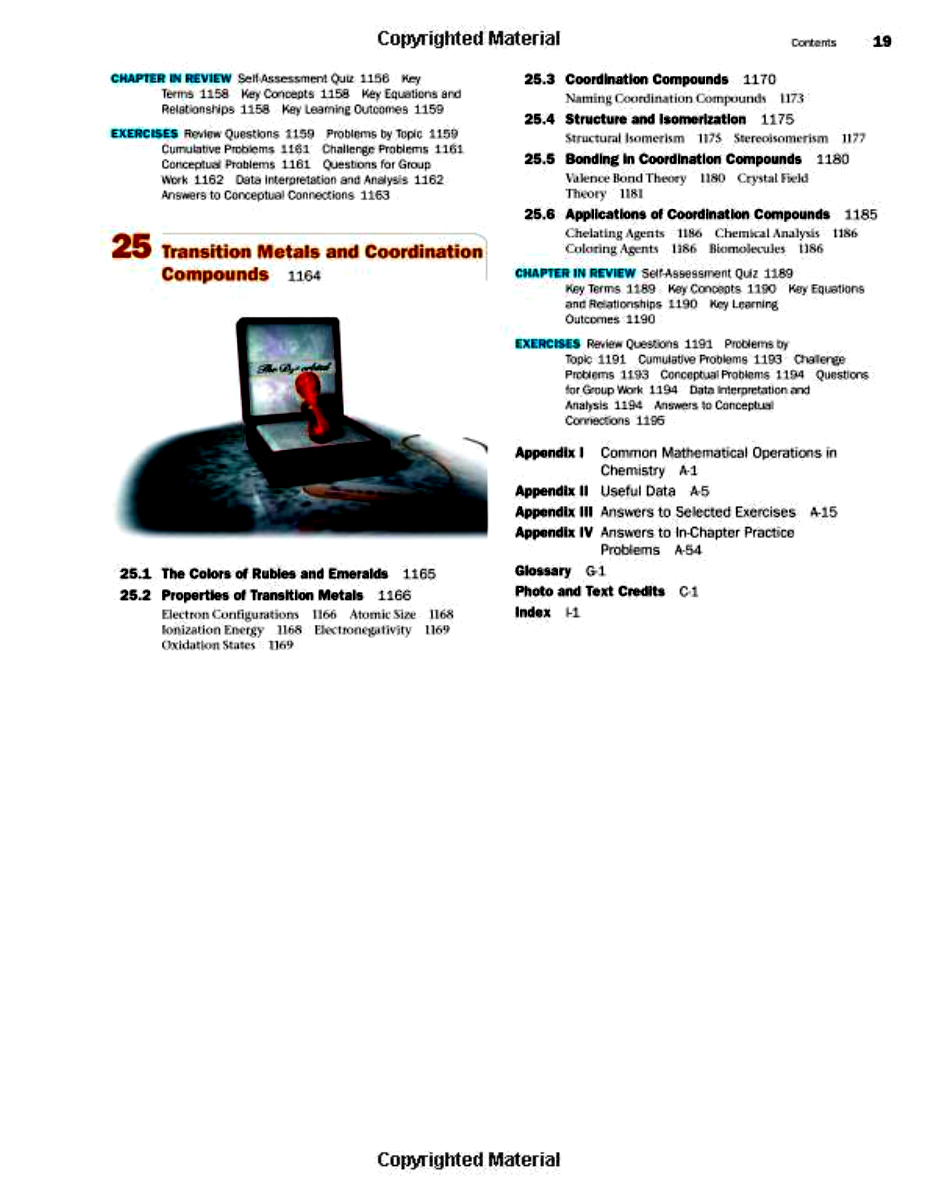 Copyrighted Material
Contents 19
CHAPTER IN REVIEW Self-Assessment Quiz 1156 Key
Terms 1158 Key Concepts 1158 Key Equations and
Relationships 1158 Key Learning Outcomes 1159
EXERCISES Review Questions 1159 Problems by Topic 1159
Cumulative Problems 1161 Challenge Problems 1161
Conceptual Problems 1161 Questions for Group
Work 1162 Data Interpretation and Analysis 1162
Answers to Conceptual Connections 1163
25 Transition Metals and Coordination
Compounds 1164
25.1 The Colors of Rubies and Emeralds 1165
25.2 Properties of Transition Metals 1166
Electron Configurations 1166 Atomic Size 1168
Ionization Energy 1168 Electronegativity 1169
Oxidation States 1169
25.3 Coordination Compounds 1170
Naming Coordination Compounds 1173
25.4 Structure and Isomerization 1175
Structural Isomerism 1175 Stereoisomerism 1177
25.5 Bonding in Coordination Compounds 1180
Valence Bond Theory 1180 Crystal Field
Theory 1181
25.6 Applications of Coordination Compounds 1185
Chelating Agents 1186 Chemical Analysis 1186
Coloring Agents 1186 Biomolecules 1186
CHAPTER IN REVIEW Self-Assessment Quiz 1189
Key Terms 1189 Key Concepts 1190 Key Equations
and Relationships 1190 Key Learning
Outcomes 1190
EXERCISES Review Questions 1191 Problems by
Topic 1191 Cumulative Problems 1193 Challenge
Problems 1193 Conceptual Problems 1194 Questions
for Group Work 1194 Data Interpretation and
Analysis 1194 Answers to Conceptual
Connections 1195
Appendix I Common Mathematical Operations in
Chemistry A-1
Appendix II Useful Data A-5
Appendix III Answers to Selected Exercises A-15
Appendix IV Answers to In-Chapter Practice
Problems A-54
Glossary G-1
Photo and Text Credits C-1
Index I-1
Copyrighted Material